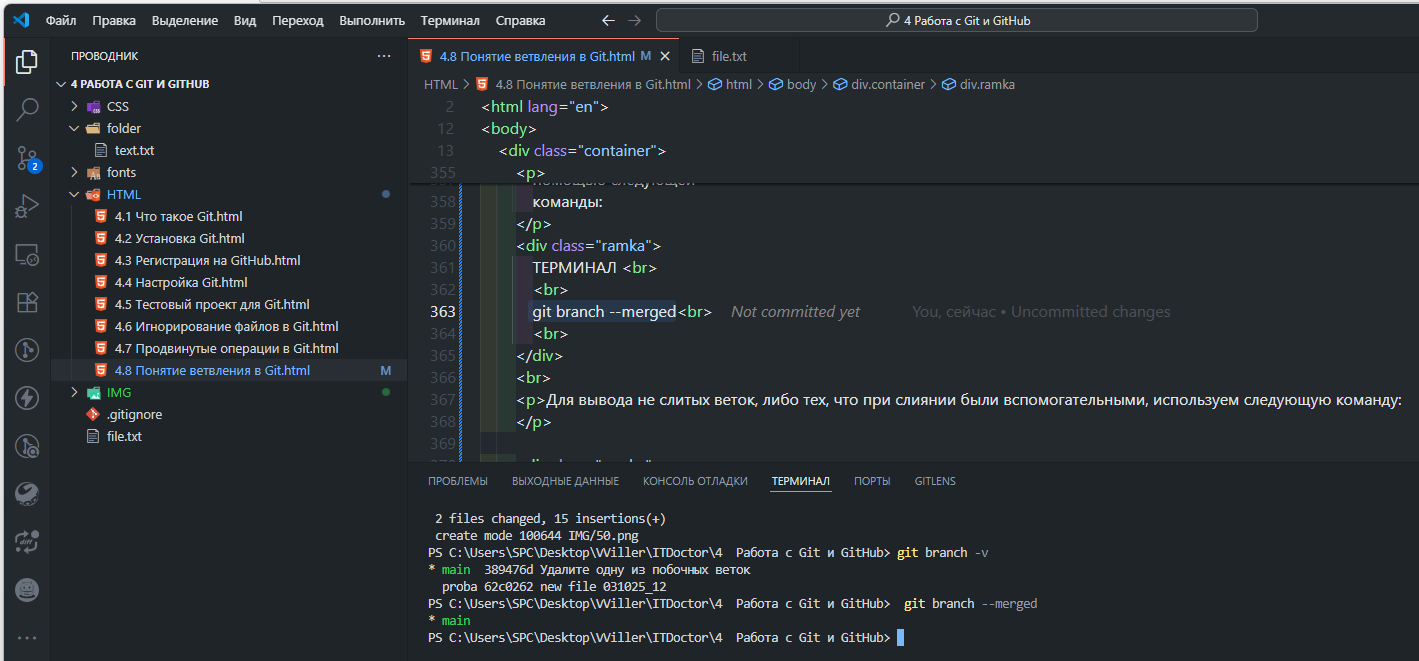 Файл Правка Выделение Вид Переход Выполнить Терминал Справка 4 Работа с Git и GitHub
ПРОВОДНИК
4 РАБОТА С GIT И GITHUB
CSS
folder
text.txt
fonts
HTML
4.1 Что такое Git.html
4.2 Установка Git.html
4.3 Регистрация на GitHub.html
4.4 Настройка Git.html
4.5 Тестовый проект для Git.html
4.6 Игнорирование файлов в Git.html
4.7 Продвинутые операции в Git.html
4.8 Понятие ветвления в Git.html M
IMG
.gitignore
file.txt
2
4.8 Понятие ветвления в Git.html M file.txt
HTML > 4.8 Понятие ветвления в Git.html > html > body > div.container > div.ramka
2 <html lang="en">
12 <body>
13 <div class="container">
355 <p>
помощью следующей
358 команды:
359 </p>
360 <div class="ramka">
361 ТЕРМИНАЛ <br>
362 <br>
363 git branch --merged<br> Not committed yet You, сейчас • Uncommitted changes
364 <br>
365 </div>
366 <br>
367 <p>Для вывода не слитых веток, либо тех, что при слиянии были вспомогательными, используем следующую команду:
368 </p>
369
ПРОБЛЕМЫ ВЫХОДНЫЕ ДАННЫЕ КОНСОЛЬ ОТЛАДКИ ТЕРМИНАЛ ПОРТЫ GITLENS
2 files changed, 15 insertions(+)
create mode 100644 IMG/50.png
PS C:\Users\SPC\Desktop\VViller\ITDoctor\4 Работа с Git и GitHub> git branch -v
* main 389476d Удалите одну из побочных веток
proba 62c0262 new file 031025_12
PS C:\Users\SPC\Desktop\VViller\ITDoctor\4 Работа с Git и GitHub> git branch --merged
* main
PS C:\Users\SPC\Desktop\VViller\ITDoctor\4 Работа с Git и GitHub>